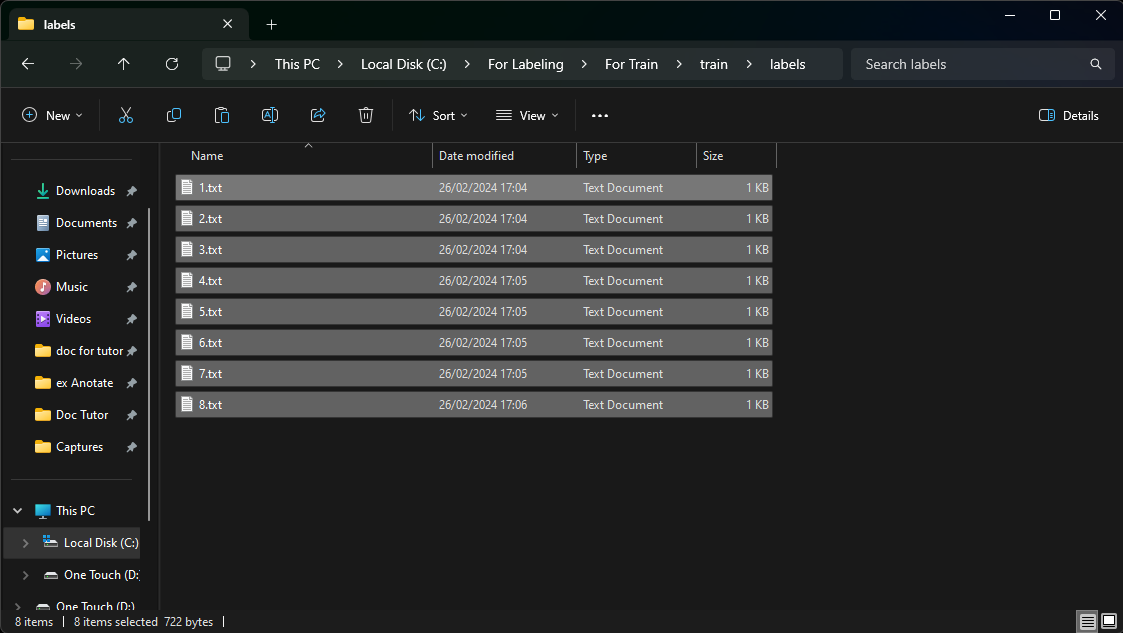 labels
This PC Local Disk (C:) For Labeling For Train train labels Search labels
New Sort View Details
Name Date modified Type Size
1.txt 26/02/2024 17:04 Text Document 1 KB
2.txt 26/02/2024 17:04 Text Document 1 KB
3.txt 26/02/2024 17:04 Text Document 1 KB
4.txt 26/02/2024 17:05 Text Document 1 KB
5.txt 26/02/2024 17:05 Text Document 1 KB
6.txt 26/02/2024 17:05 Text Document 1 KB
7.txt 26/02/2024 17:05 Text Document 1 KB
8.txt 26/02/2024 17:06 Text Document 1 KB
Downloads
Documents
Pictures
Music
Videos
doc for tutor
ex Anotate
Doc Tutor
Captures
This PC
Local Disk (C:)
One Touch (D:
One Touch (D:)
8 items 8 items selected 722 bytes